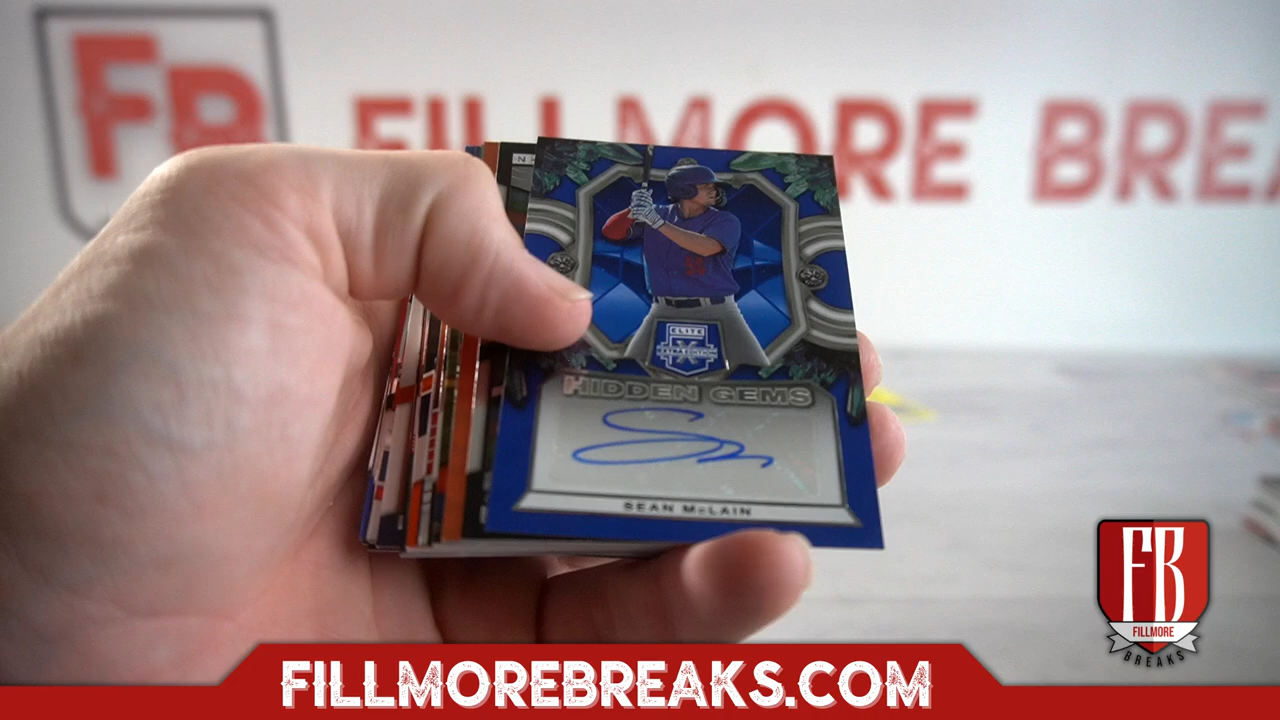 FB
FILLMORE BREA
N
ELITE
EXTRA EDITION
HIDDEN GEMS
SEAN McLAIN
FB
FILLMORE
BREAKS
FILLMOREBREAKS.COM